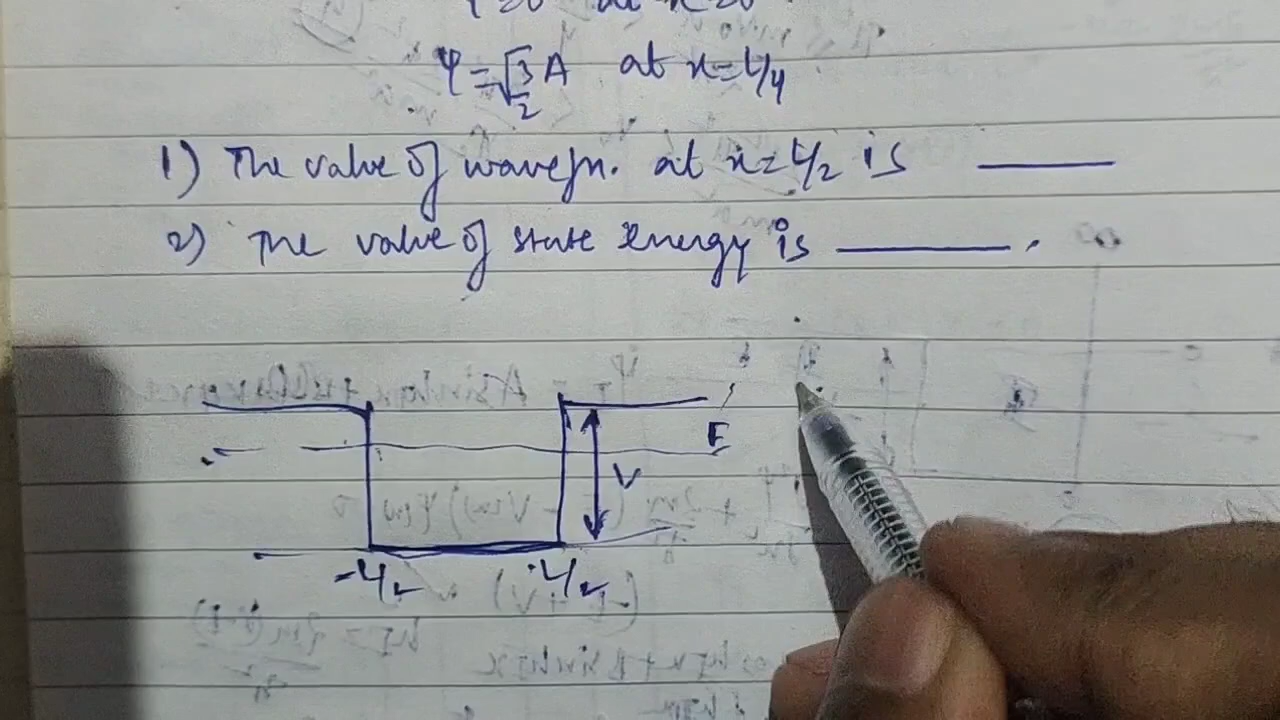 ψ = √3/2 A at x = L/4
1) The value of wavefn. at x = L/2 is ______
2) The value of state Energy is ______.
E
V
-L/2 L/2